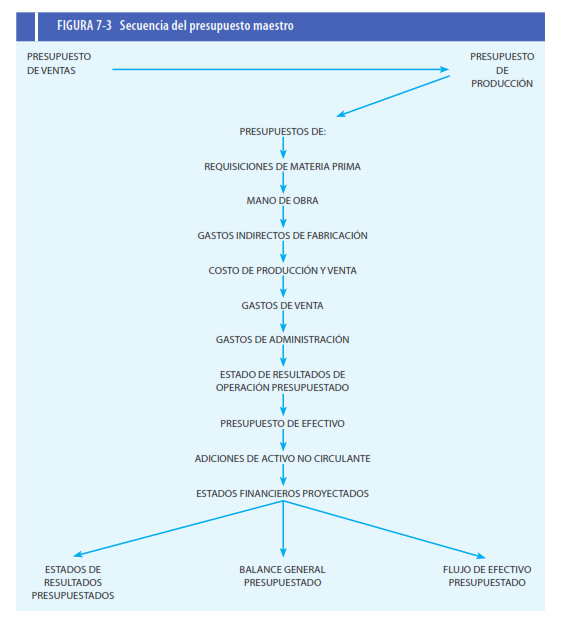 FIGURA 7-3 Secuencia del presupuesto maestro
PRESUPUESTO
DE VENTAS
PRESUPUESTO
DE
PRODUCCIÓN
PRESUPUESTOS DE:
REQUISICIONES DE MATERIA PRIMA
MANO DE OBRA
GASTOS INDIRECTOS DE FABRICACIÓN
COSTO DE PRODUCCIÓN Y VENTA
GASTOS DE VENTA
GASTOS DE ADMINISTRACIÓN
ESTADO DE RESULTADOS DE
OPERACIÓN PRESUPUESTADO
PRESUPUESTO DE EFECTIVO
ADICIONES DE ACTIVO NO CIRCULANTE
ESTADOS FINANCIEROS PROYECTADOS
ESTADOS DE
RESULTADOS
PRESUPUESTADOS
BALANCE GENERAL
PRESUPUESTADO
FLUJO DE EFECTIVO
PRESUPUESTADO